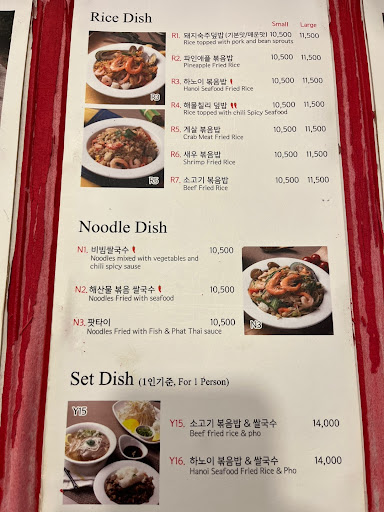 Rice Dish
Small Large
R1. 돼지숙주덮밥 (기본맛/매운맛) 10,500 11,500
Rice topped with pork and bean sprouts
R2. 파인애플 볶음밥 10,500 11,500
Pineapple Fried Rice
R3. 하노이 볶음밥 10,500 11,500
Hanoi Seafood Fried Rice
R3
R4. 해물칠리 덮밥 10,500 11,500
Rice topped with chili Spicy Seafood
R5. 게살 볶음밥 10,500 11,500
Crab Meat Fried Rice
R6. 새우 볶음밥 10,500 11,500
Shrimp Fried Rice
R7. 소고기 볶음밥 10,500 11,500
Beef Fried Rice
R5
Noodle Dish
N1. 비빔쌀국수 10,500
Noodles mixed with vegetables and
chili spicy sause
N2. 해산물 볶음 쌀국수 10,500
Noodles Fried with seafood
N3. 팟타이 10,500
Noodles Fried with Fish & Phat Thai sauce
N3
Set Dish (1인기준, For 1 Person)
Y15
Y15. 소고기 볶음밥 & 쌀국수 14,000
Beef fried rice & pho
Y16. 하노이 볶음밥 & 쌀국수 14,000
Hanoi Seafood Fried Rice & Pho